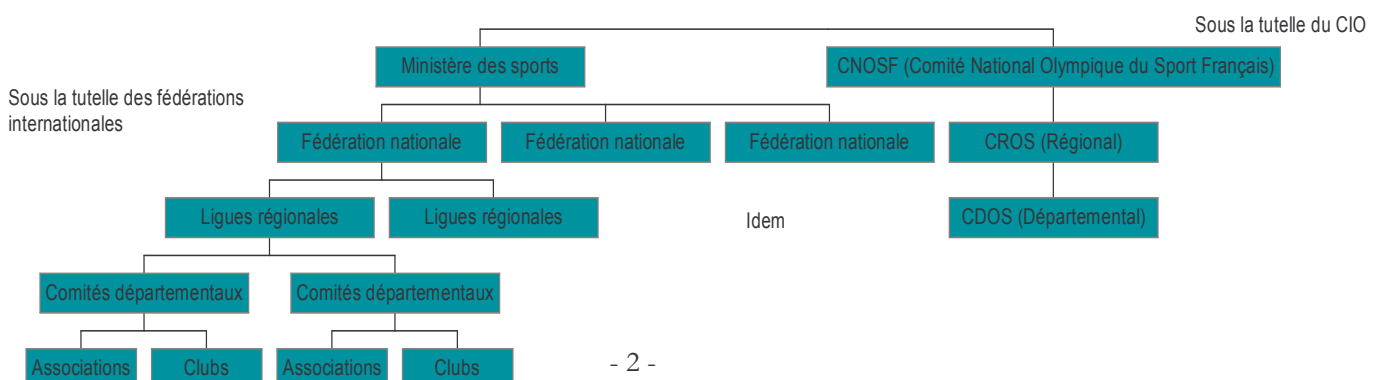 Sous la tutelle du CIO
Ministère des sports
CNOSF (Comité National Olympique du Sport Français)
Sous la tutelle des fédérations
internationales
Fédération nationale
Fédération nationale
Fédération nationale
CROS (Régional)
Ligues régionales
Ligues régionales
Idem
CDOS (Départemental)
Comités départementaux
Comités départementaux
Associations
Clubs
Associations
Clubs
- 2 -